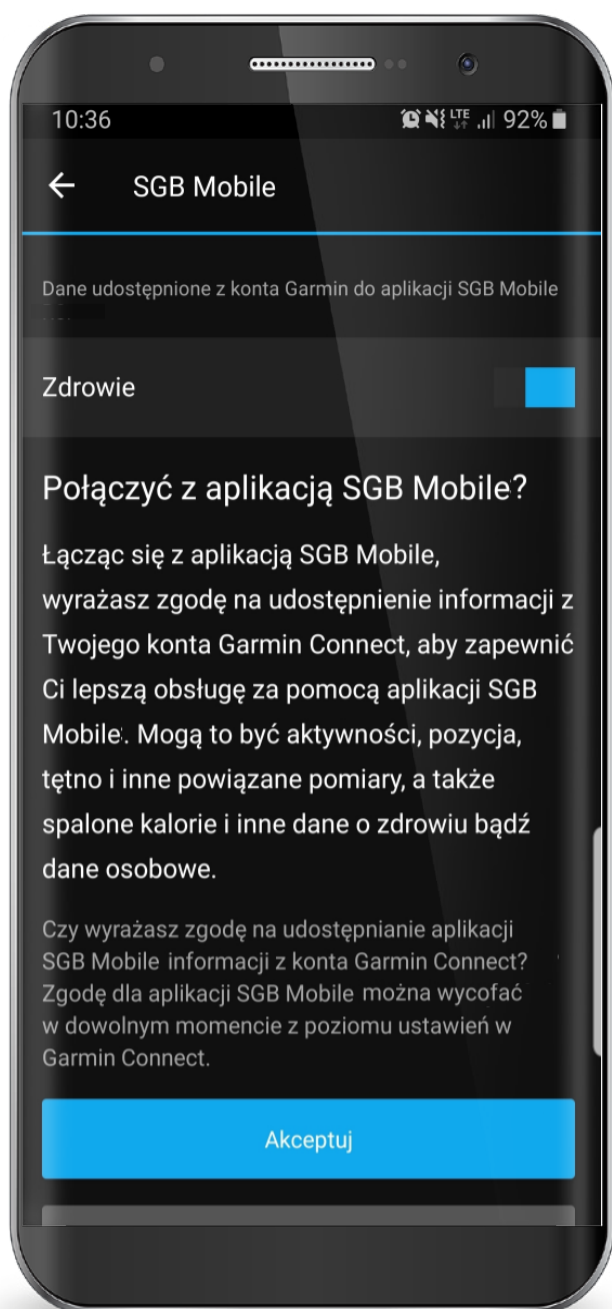 10:36
LTE
92%
SGB Mobile
Dane udostępnione z konta Garmin do aplikacji SGB Mobile
Zdrowie
Połączyć z aplikacją SGB Mobile?
Łącząc się z aplikacją SGB Mobile,
wyrażasz zgodę na udostępnienie informacji z
Twojego konta Garmin Connect, aby zapewnić
Ci lepszą obsługę za pomocą aplikacji SGB
Mobile. Mogą to być aktywności, pozycja,
tętno i inne powiązane pomiary, a także
spalone kalorie i inne dane o zdrowiu bądź
dane osobowe.
Czy wyrażasz zgodę na udostępnianie aplikacji
SGB Mobile informacji z konta Garmin Connect?
Zgodę dla aplikacji SGB Mobile można wycofać
w dowolnym momencie z poziomu ustawień w
Garmin Connect.
Akceptuj